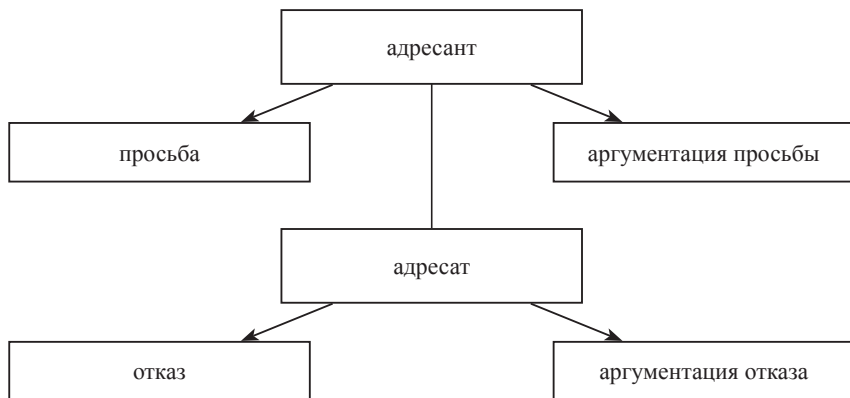 адресант
просьба
аргументация просьбы
адресат
отказ
аргументация отказа